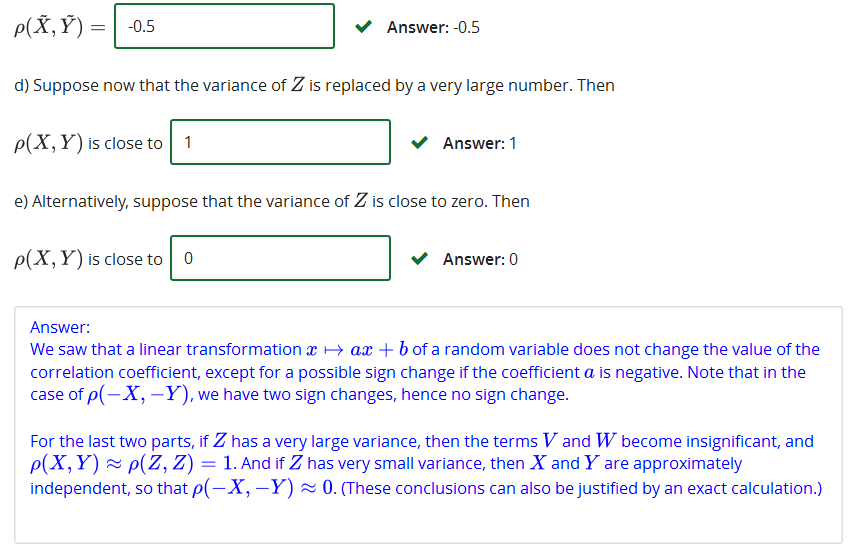 ρ(X̃, Ỹ) = -0.5 ✔ Answer: -0.5
d) Suppose now that the variance of Z is replaced by a very large number. Then
ρ(X, Y) is close to 1 ✔ Answer: 1
e) Alternatively, suppose that the variance of Z is close to zero. Then
ρ(X, Y) is close to 0 ✔ Answer: 0
Answer:
We saw that a linear transformation x ↦ ax + b of a random variable does not change the value of the
correlation coefficient, except for a possible sign change if the coefficient a is negative. Note that in the
case of ρ(−X, −Y), we have two sign changes, hence no sign change.
For the last two parts, if Z has a very large variance, then the terms V and W become insignificant, and
ρ(X, Y) ≈ ρ(Z, Z) = 1. And if Z has very small variance, then X and Y are approximately
independent, so that ρ(−X, −Y) ≈ 0. (These conclusions can also be justified by an exact calculation.)